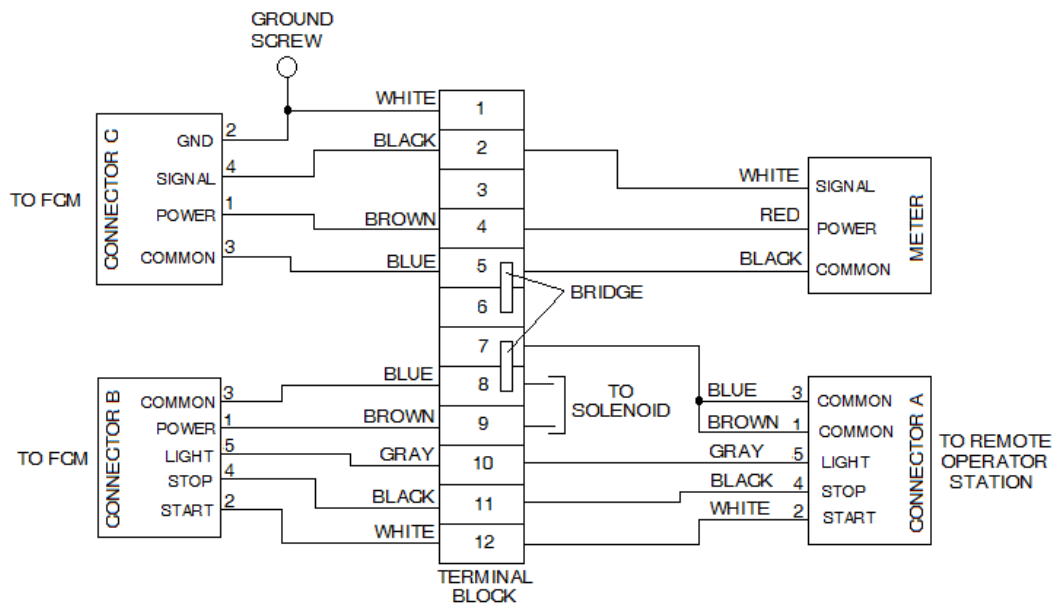 GROUND
SCREW
WHITE
1
CONNECTOR C
GND
2
BLACK
2
TO FCM
SIGNAL
4
3
WHITE
SIGNAL
POWER
1
BROWN
4
RED
POWER
METER
COMMON
3
BLUE
5
BLACK
COMMON
6
BRIDGE
7
BLUE
8
TO
SOLENOID
BLUE
3
COMMON
CONNECTOR B
COMMON
3
POWER
1
BROWN
9
BROWN
1
COMMON
CONNECTOR A
TO FCM
LIGHT
5
GRAY
10
GRAY
5
LIGHT
TO REMOTE
OPERATOR
STATION
STOP
4
BLACK
11
BLACK
4
STOP
START
2
WHITE
12
WHITE
2
START
TERMINAL
BLOCK